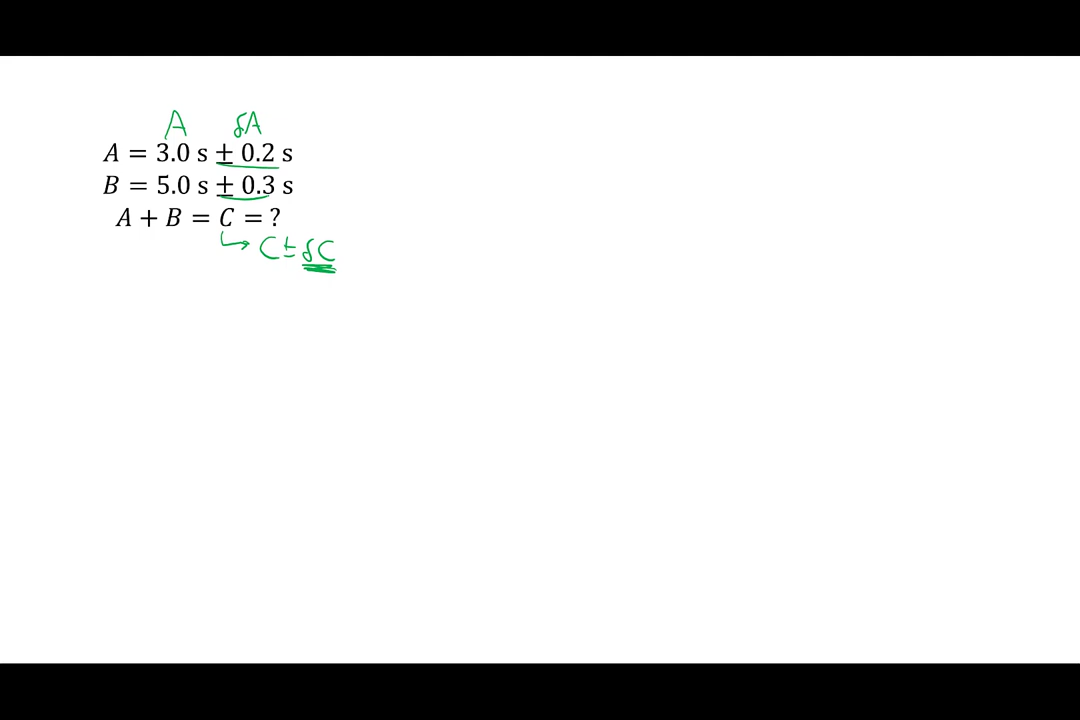 A δA
A = 3.0 s ± 0.2 s
B = 5.0 s ± 0.3 s
A + B = C = ?
↳ C ± δC